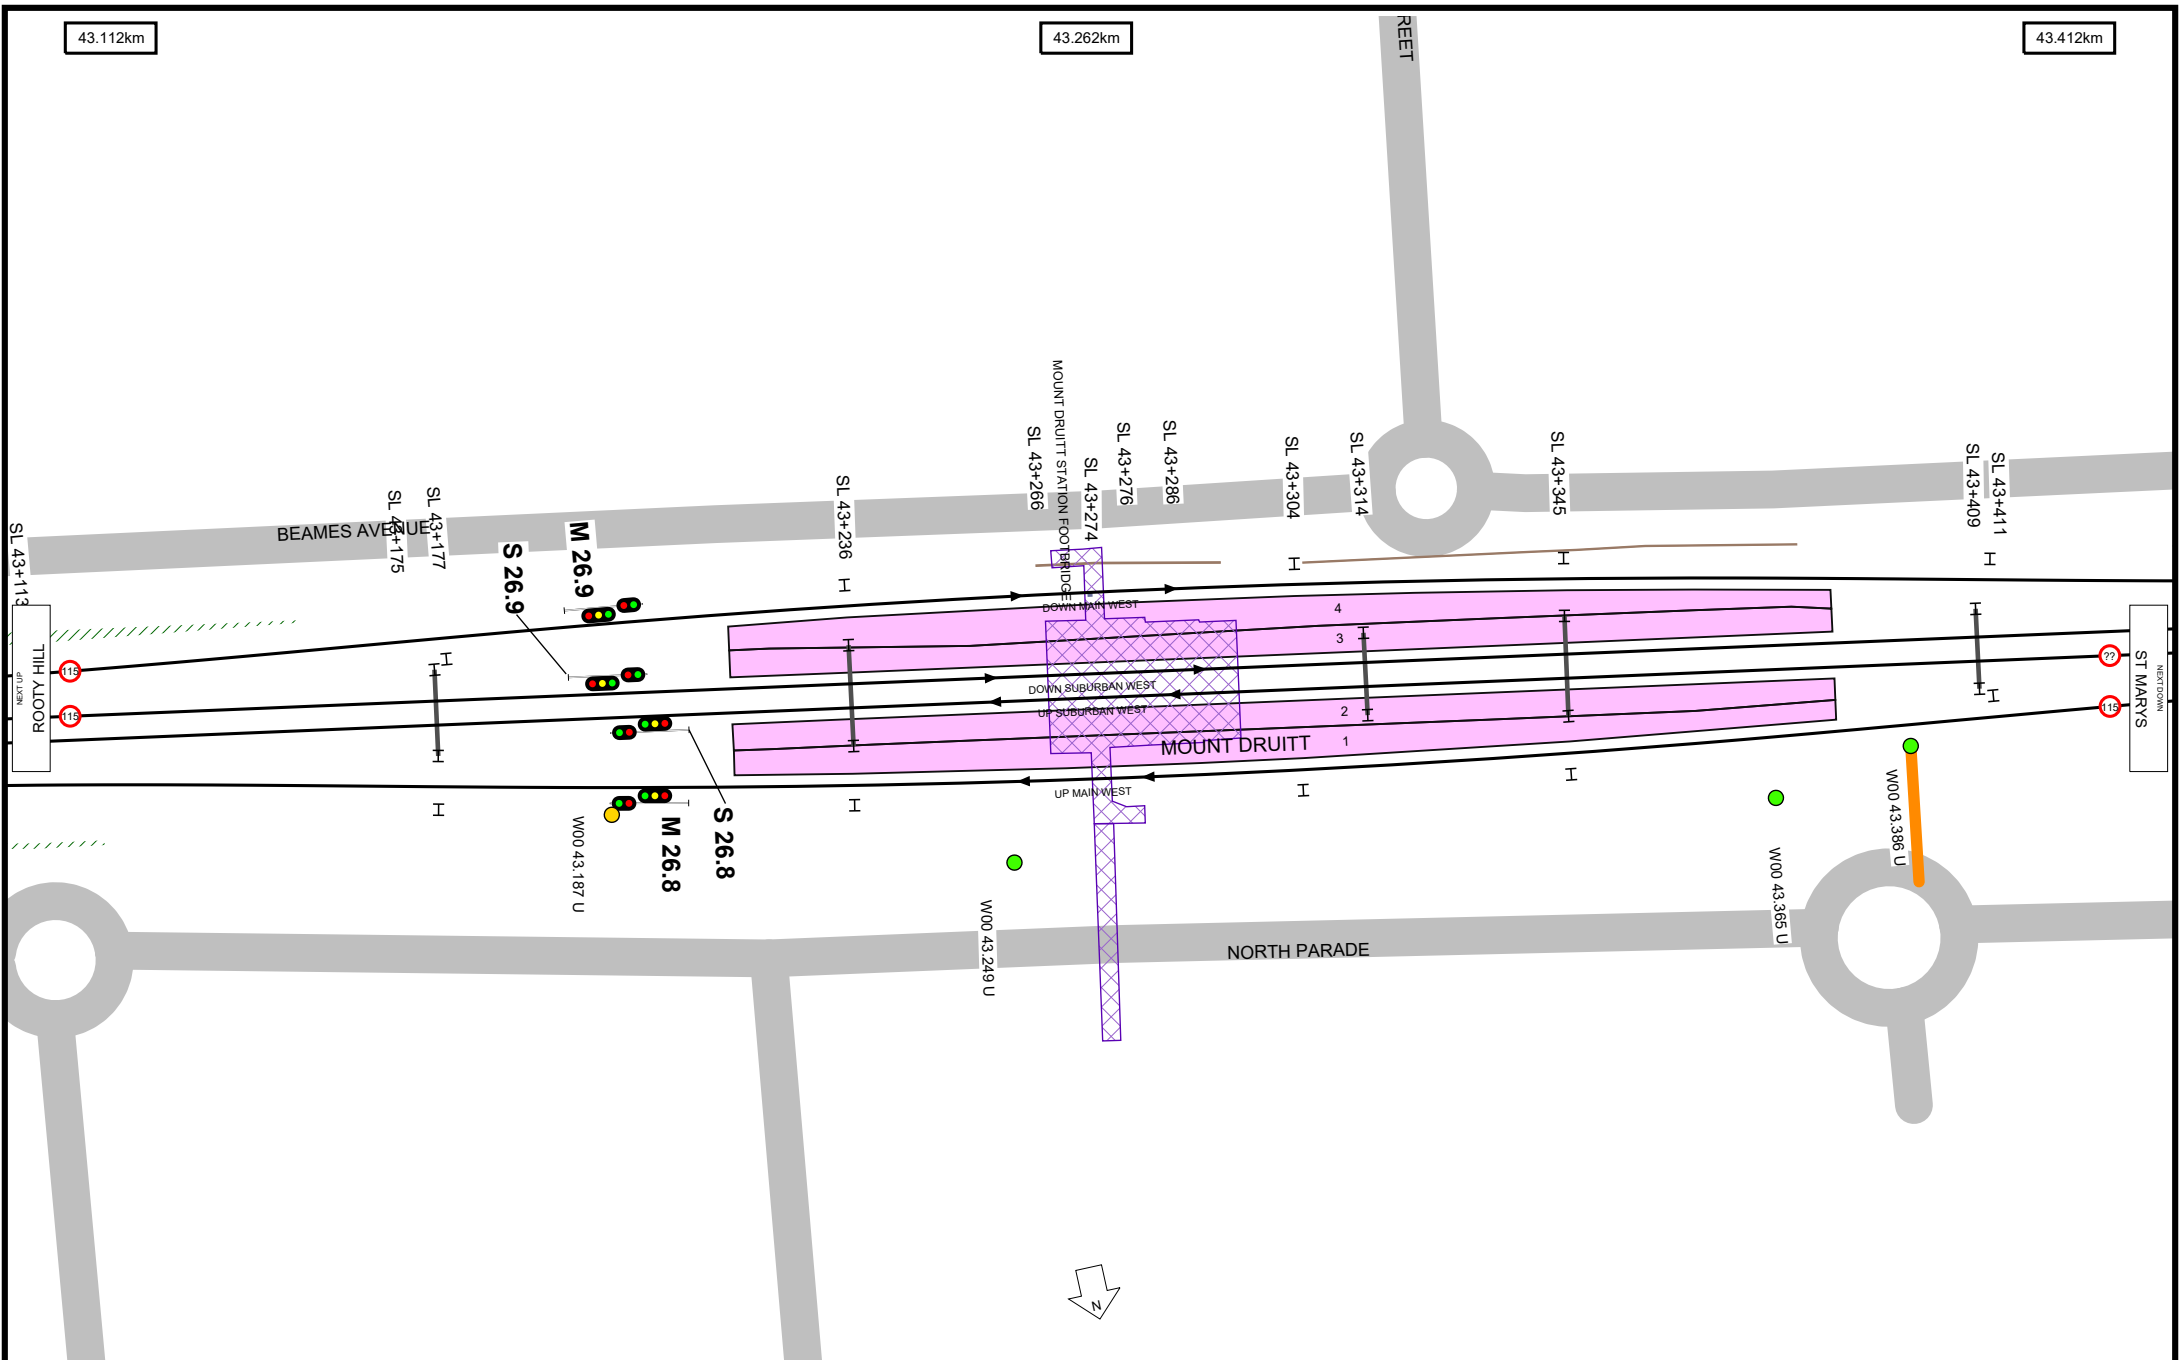 43.112km
43.262km
43.412km
REET
BEAMES AVENUE
SL 43+113
SL 43+175
SL 43+177
S 26.9
M 26.9
SL 43+236
SL 43+266
MOUNT DRUITT STATION FOOTBRIDGE
SL 43+274
SL 43+276
SL 43+286
SL 43+304
SL 43+314
SL 43+345
SL 43+409
SL 43+411
NEXT UP
ROOTY HILL
115
115
DOWN MAIN WEST
4
3
DOWN SUBURBAN WEST
UP SUBURBAN WEST
2
1
MOUNT DRUITT
UP MAIN WEST
??
115
ST MARYS
NEXT DOWN
W00 43.187 U
M 26.8
S 26.8
W00 43.249 U
W00 43.365 U
W00 43.386 U
NORTH PARADE
N